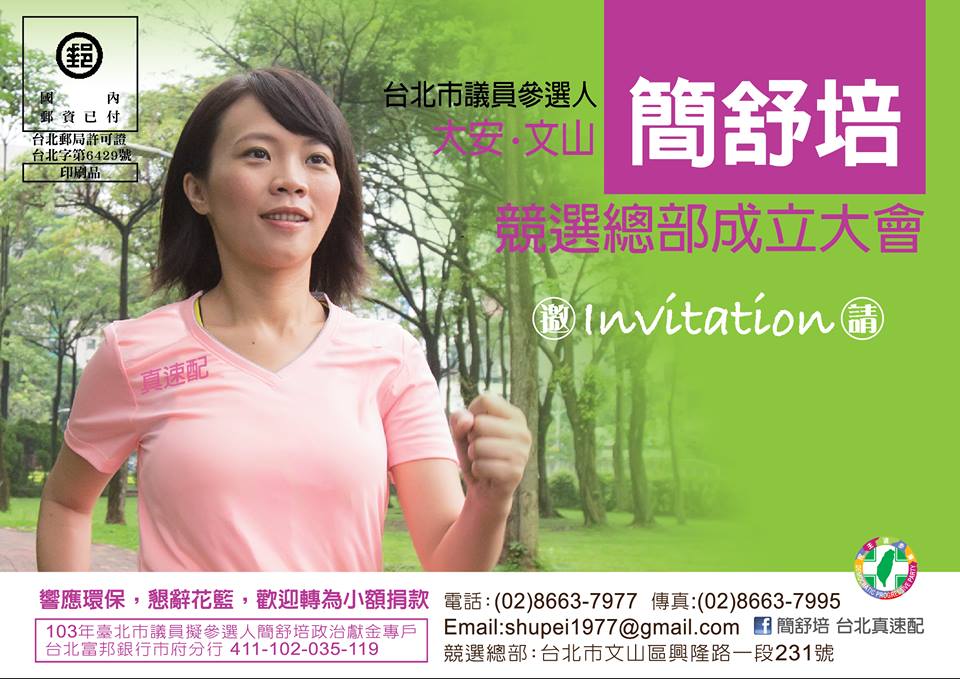 郵
國 內
郵資已付
台北郵局許可證
台北字第6429號
印刷品
台北市議員參選人
大安·文山
簡舒培
競選總部成立大會
邀 Invitation 請
真速配
響應環保，懇辭花籃，歡迎轉為小額捐款
103年臺北市議員擬參選人簡舒培政治獻金專戶
台北富邦銀行市府分行 411-102-035-119
電話：(02)8663-7977 傳真:(02)8663-7995
Email:shupei1977@gmail.com f 簡舒培 台北真速配
競選總部：台北市文山區興隆路一段231號